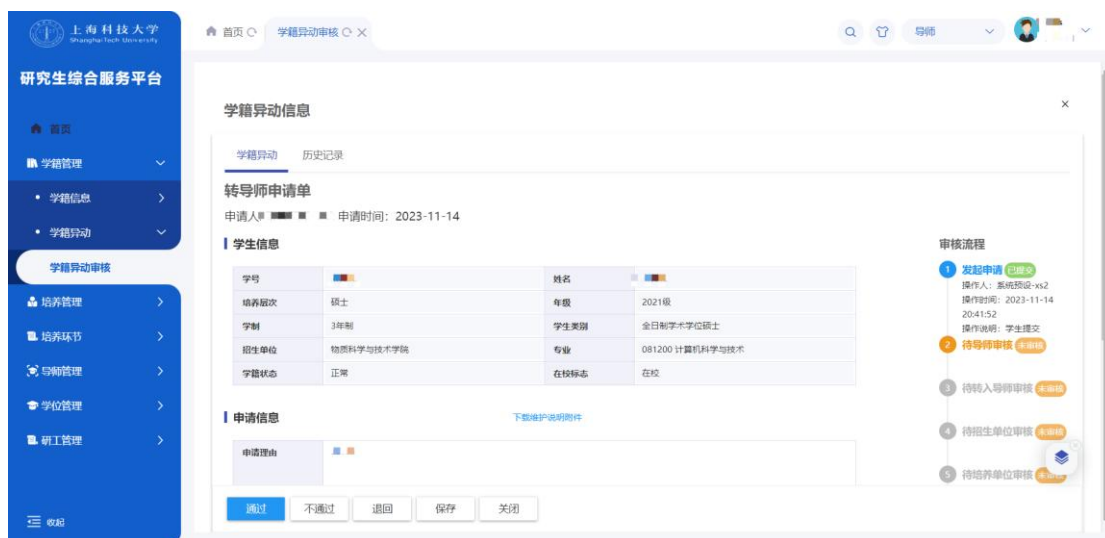 上海科技大学
ShanghaiTech University
首页
学籍异动审核
导师
研究生综合服务平台
首页
学籍管理
学籍信息
学籍异动
学籍异动审核
培养管理
培养环节
导师管理
学位管理
研工管理
收起
学籍异动信息
学籍异动 历史记录
转导师申请单
申请人 申请时间：2023-11-14
学生信息
学号 姓名
培养层次 硕士 年级 2021级
学制 3年制 学生类别 全日制学术学位硕士
招生单位 物质科学与技术学院 专业 081200 计算机科学与技术
学籍状态 正常 在校标志 在校
申请信息 下载维护说明附件
申请理由
通过 不通过 退回 保存 关闭
审核流程
1 发起申请 已提交
操作人：系统预设-xs2
操作时间：2023-11-14
20:41:52
操作说明：学生提交
2 待导师审核 未审核
3 待转入导师审核 未审核
4 待招生单位审核 未审核
5 待培养单位审核